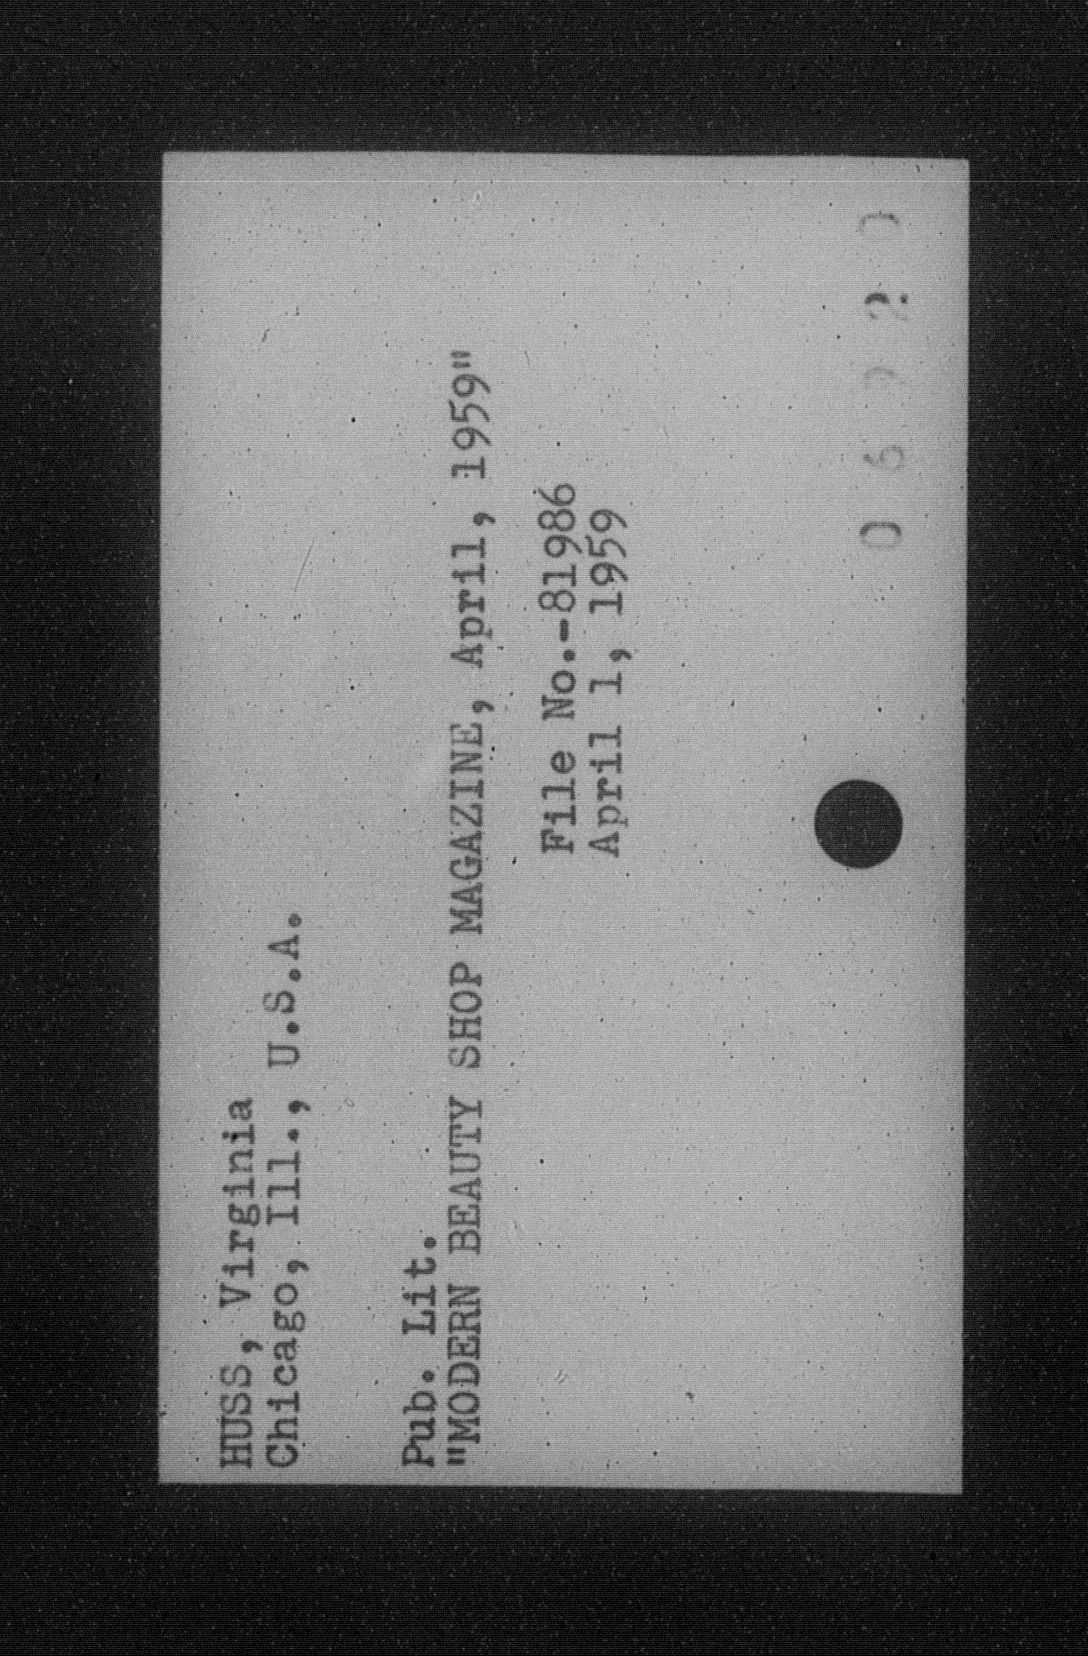 HUSS, Virginia
Chicago, Ill., U.S.A.
Pub. Lit.
"MODERN BEAUTY SHOP MAGAZINE, April, 1959"
File No.-81986
April 1, 1959